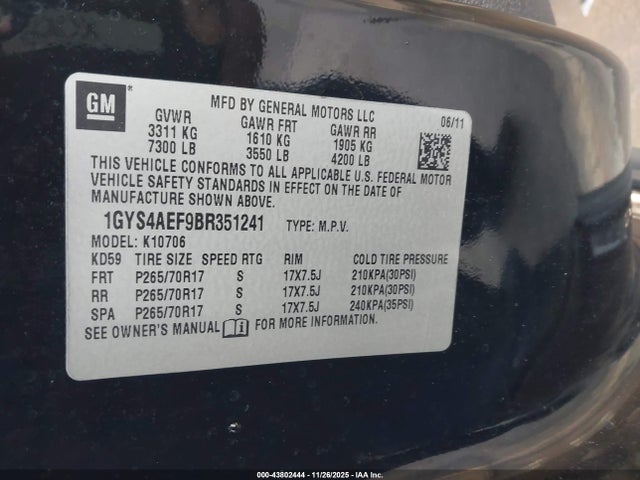 GM
MFD BY GENERAL MOTORS LLC
GVWR GAWR FRT GAWR RR 06/11
3311 KG 1610 KG 1905 KG
7300 LB 3550 LB 4200 LB
THIS VEHICLE CONFORMS TO ALL APPLICABLE U.S. FEDERAL MOTOR
VEHICLE SAFETY STANDARDS IN EFFECT ON THE DATE OF
MANUFACTURE SHOWN ABOVE.
1GYS4AEF9BR351241 TYPE: M.P.V.
MODEL: K10706
KD59 TIRE SIZE SPEED RTG RIM COLD TIRE PRESSURE
FRT P265/70R17 S 17X7.5J 210KPA(30PSI)
RR P265/70R17 S 17X7.5J 210KPA(30PSI)
SPA P265/70R17 S 17X7.5J 240KPA(35PSI)
SEE OWNER'S MANUAL FOR MORE INFORMATION.
000-43802444 - 11/26/2025 - IAA Inc.